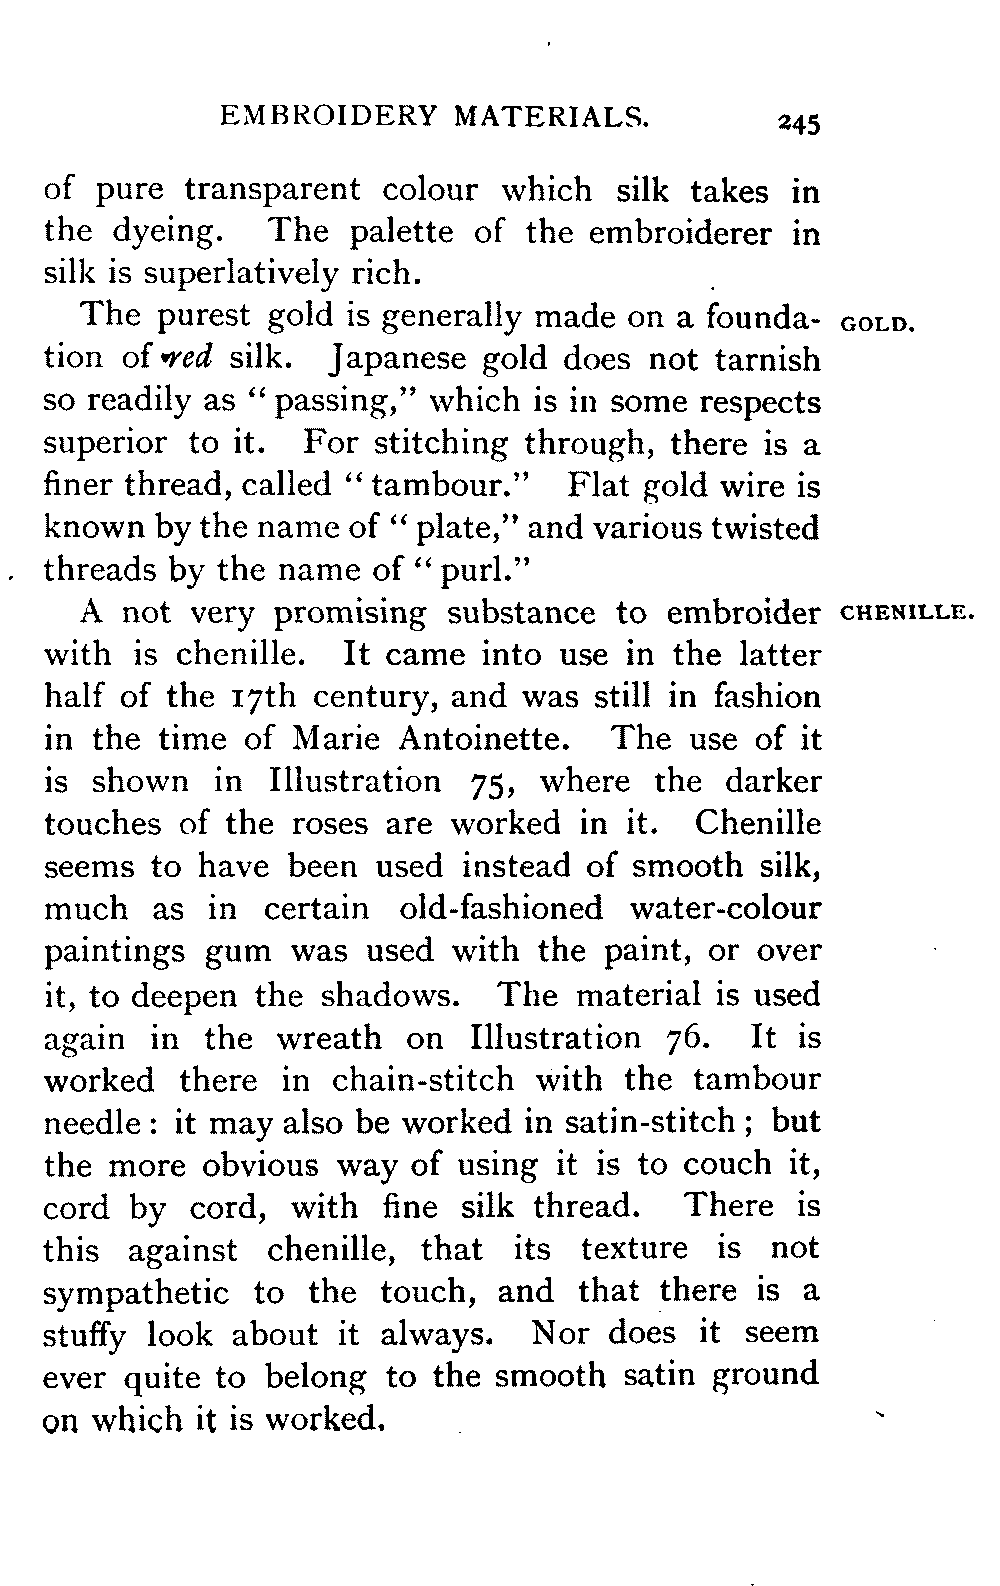 EMBROIDERY MATERIALS. 245
of pure transparent colour which silk takes in
the dyeing. The palette of the embroiderer in
silk is superlatively rich.
The purest gold is generally made on a founda- GOLD.
tion of red silk. Japanese gold does not tarnish
so readily as “ passing,” which is in some respects
superior to it. For stitching through, there is a
finer thread, called “ tambour.” Flat gold wire is
known by the name of “ plate,” and various twisted
threads by the name of “ purl.”
A not very promising substance to embroider CHENILLE.
with is chenille. It came into use in the latter
half of the 17th century, and was still in fashion
in the time of Marie Antoinette. The use of it
is shown in Illustration 75, where the darker
touches of the roses are worked in it. Chenille
seems to have been used instead of smooth silk,
much as in certain old-fashioned water-colour
paintings gum was used with the paint, or over
it, to deepen the shadows. The material is used
again in the wreath on Illustration 76. It is
worked there in chain-stitch with the tambour
needle : it may also be worked in satin-stitch ; but
the more obvious way of using it is to couch it,
cord by cord, with fine silk thread. There is
this against chenille, that its texture is not
sympathetic to the touch, and that there is a
stuffy look about it always. Nor does it seem
ever quite to belong to the smooth satin ground
on which it is worked.